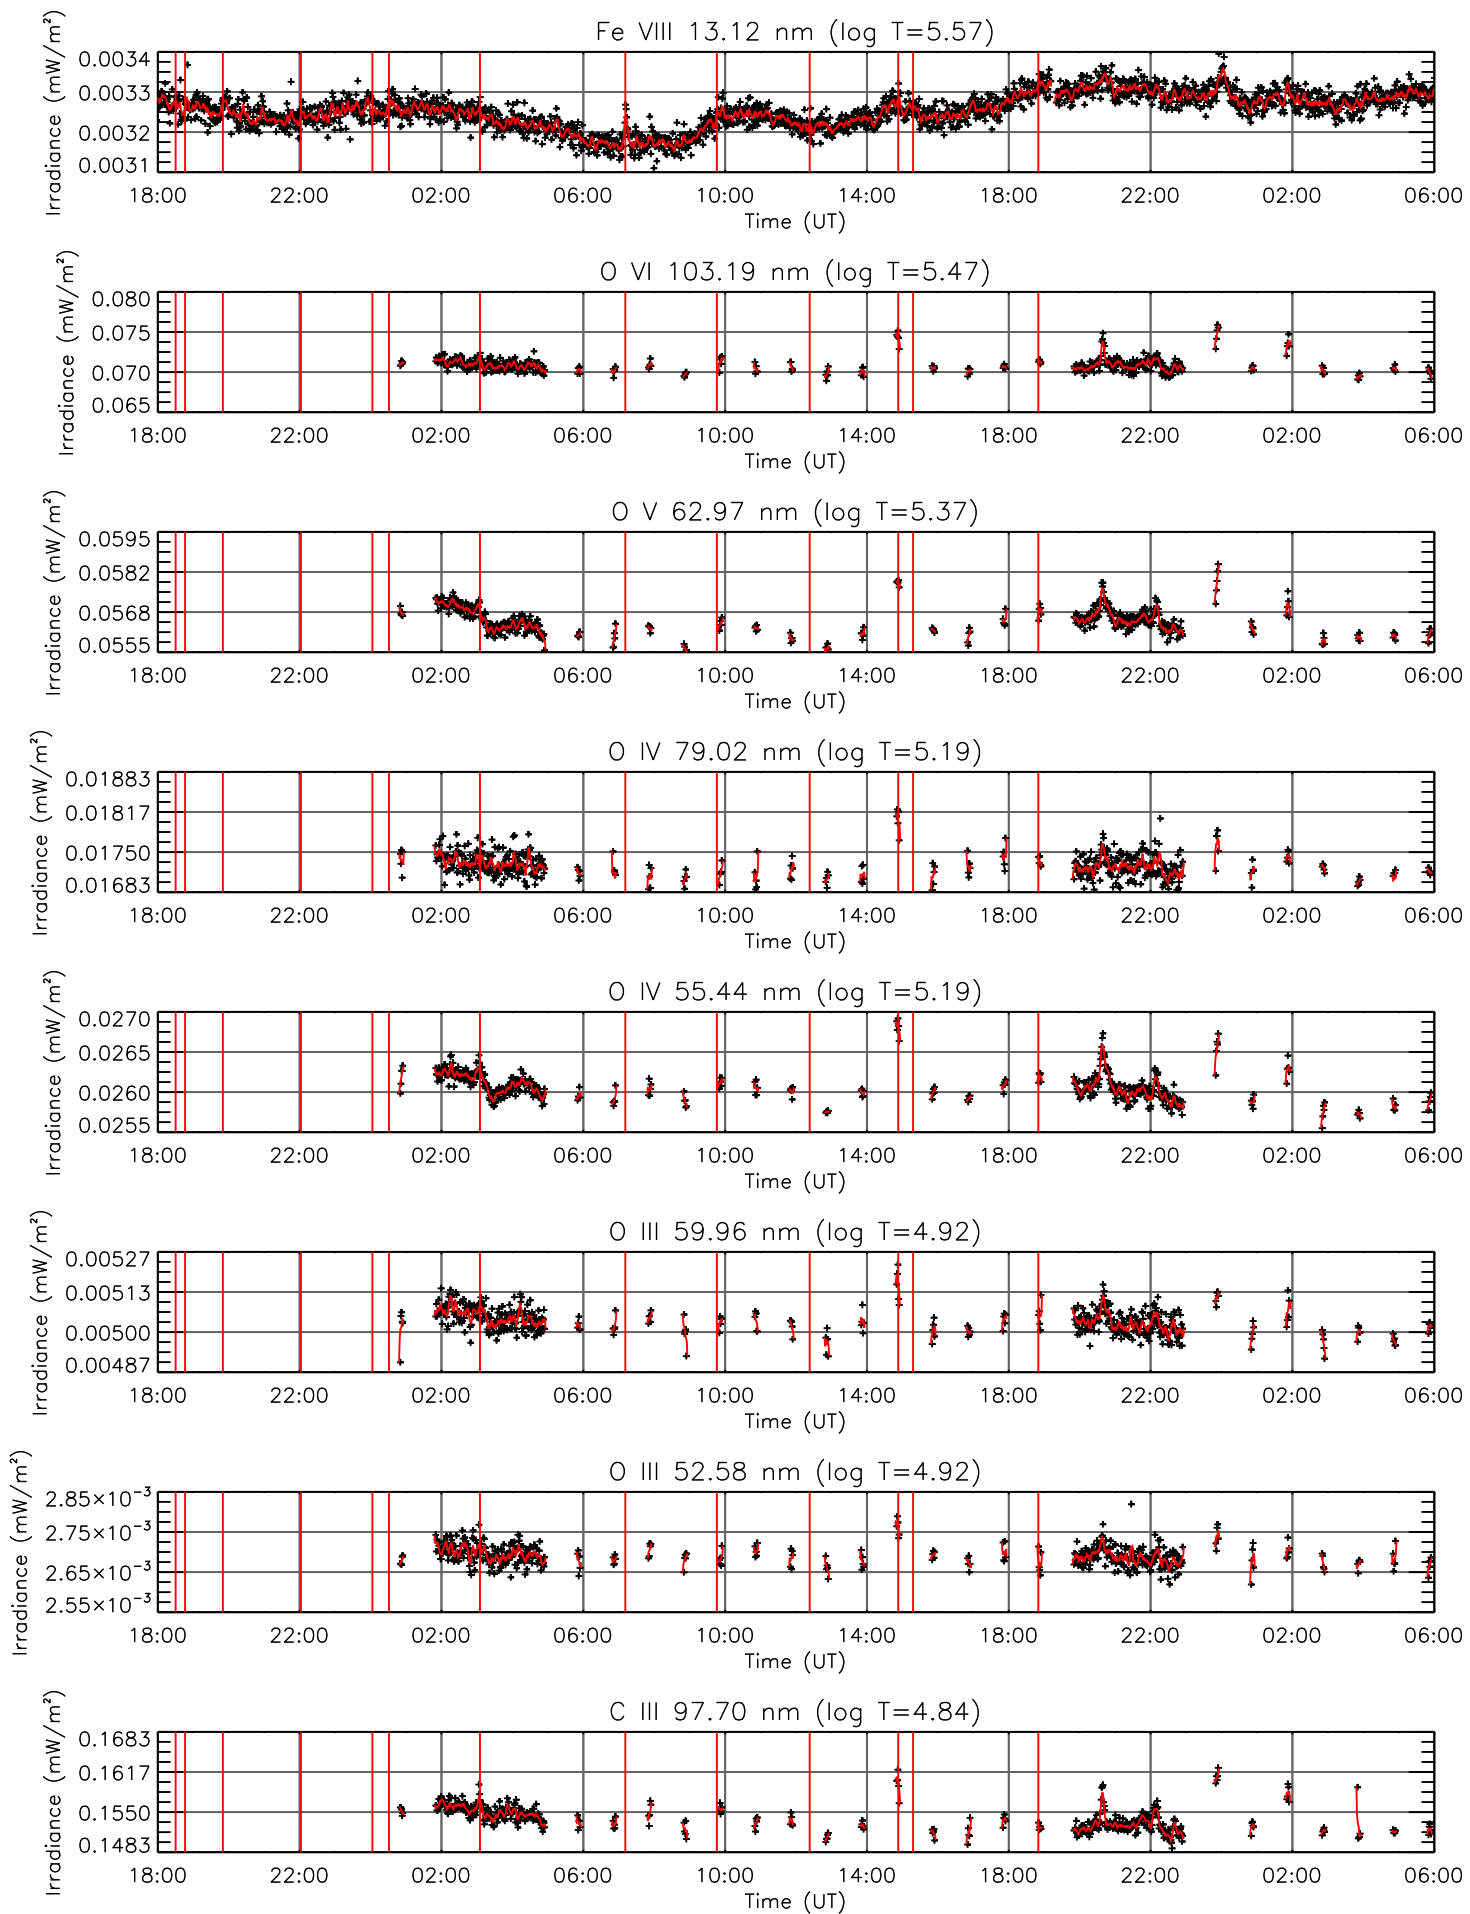 Fe VIII 13.12 nm (log T=5.57)
Irradiance (mW/m²)
0.0034
0.0033
0.0032
0.0031
18:00 22:00 02:00 06:00 10:00 14:00 18:00 22:00 02:00 06:00
Time (UT)
O VI 103.19 nm (log T=5.47)
Irradiance (mW/m²)
0.080
0.075
0.070
0.065
18:00 22:00 02:00 06:00 10:00 14:00 18:00 22:00 02:00 06:00
Time (UT)
O V 62.97 nm (log T=5.37)
Irradiance (mW/m²)
0.0595
0.0582
0.0568
0.0555
18:00 22:00 02:00 06:00 10:00 14:00 18:00 22:00 02:00 06:00
Time (UT)
O IV 79.02 nm (log T=5.19)
Irradiance (mW/m²)
0.01883
0.01817
0.01750
0.01683
18:00 22:00 02:00 06:00 10:00 14:00 18:00 22:00 02:00 06:00
Time (UT)
O IV 55.44 nm (log T=5.19)
Irradiance (mW/m²)
0.0270
0.0265
0.0260
0.0255
18:00 22:00 02:00 06:00 10:00 14:00 18:00 22:00 02:00 06:00
Time (UT)
O III 59.96 nm (log T=4.92)
Irradiance (mW/m²)
0.00527
0.00513
0.00500
0.00487
18:00 22:00 02:00 06:00 10:00 14:00 18:00 22:00 02:00 06:00
Time (UT)
O III 52.58 nm (log T=4.92)
Irradiance (mW/m²)
2.85×10⁻³
2.75×10⁻³
2.65×10⁻³
2.55×10⁻³
18:00 22:00 02:00 06:00 10:00 14:00 18:00 22:00 02:00 06:00
Time (UT)
C III 97.70 nm (log T=4.84)
Irradiance (mW/m²)
0.1683
0.1617
0.1550
0.1483
18:00 22:00 02:00 06:00 10:00 14:00 18:00 22:00 02:00 06:00
Time (UT)